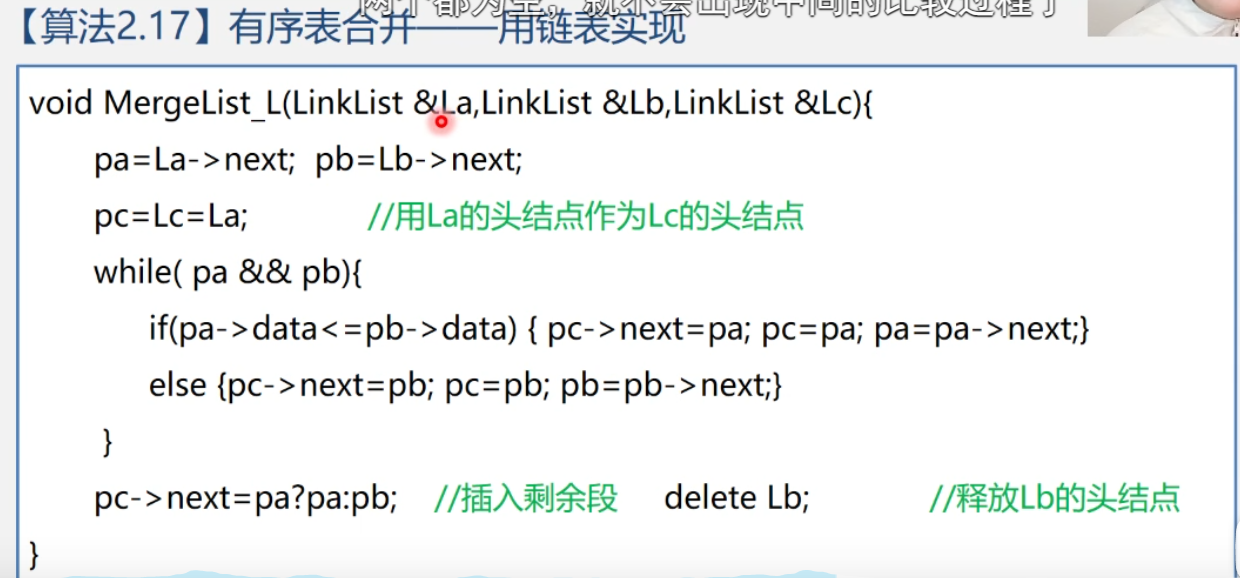 两个都为空，就不会出现中间的比较过程了
【算法2.17】有序表合并——用链表实现
void MergeList_L(LinkList &La,LinkList &Lb,LinkList &Lc){
pa=La->next; pb=Lb->next;
pc=Lc=La; //用La的头结点作为Lc的头结点
while( pa && pb){
if(pa->data<=pb->data) { pc->next=pa; pc=pa; pa=pa->next;}
else {pc->next=pb; pc=pb; pb=pb->next;}
}
pc->next=pa?pa:pb; //插入剩余段 delete Lb; //释放Lb的头结点
}